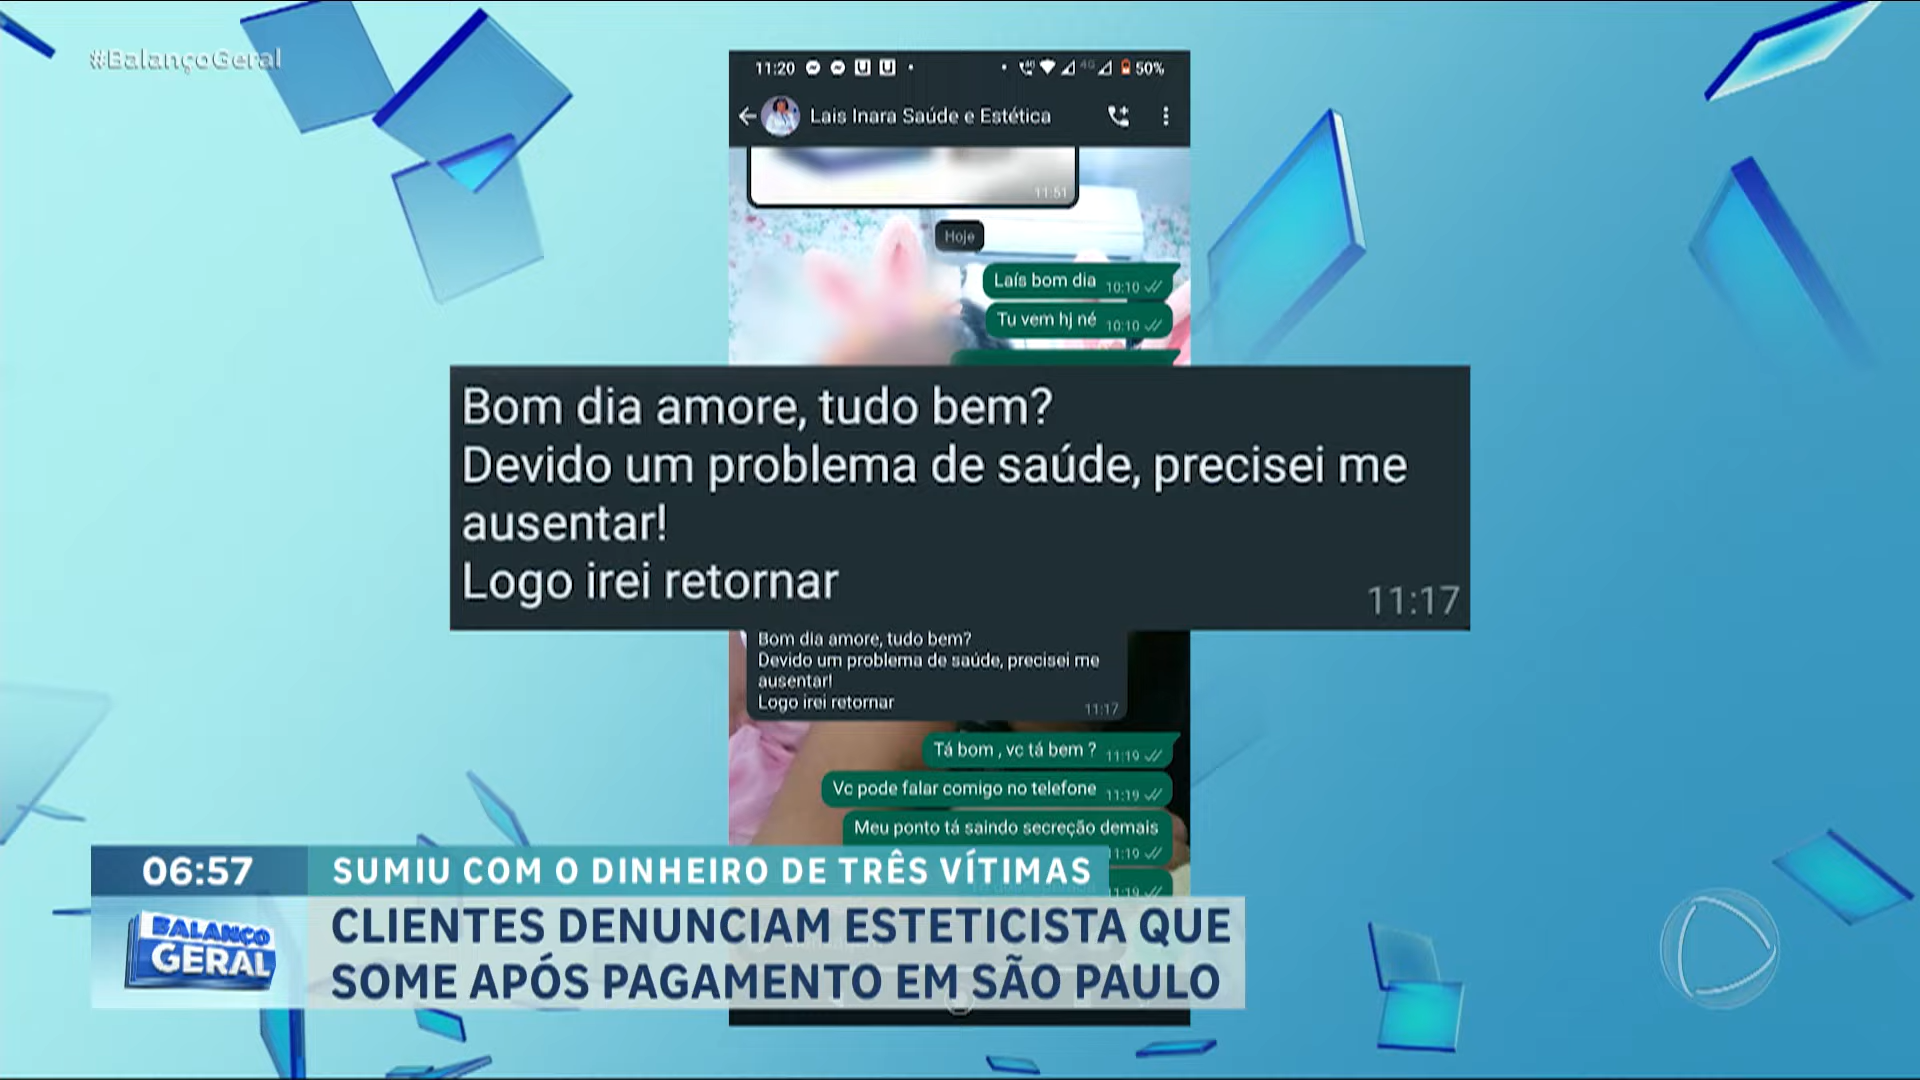 #BalançoGeral
11:20
4G
50%
Lais Inara Saúde e Estética
11:51
Hoje
Laís bom dia 10:10
Tu vem hj né 10:10
Bom dia amore, tudo bem?
Devido um problema de saúde, precisei me
ausentar!
Logo irei retornar
11:17
Bom dia amore, tudo bem?
Devido um problema de saúde, precisei me
ausentar!
Logo irei retornar
11:17
Tá bom , vc tá bem ? 11:19
Vc pode falar comigo no telefone 11:19
Meu ponto tá saindo secreção demais
11:19
11:19
06:57
SUMIU COM O DINHEIRO DE TRÊS VÍTIMAS
BALANÇO
GERAL
CLIENTES DENUNCIAM ESTETICISTA QUE
SOME APÓS PAGAMENTO EM SÃO PAULO